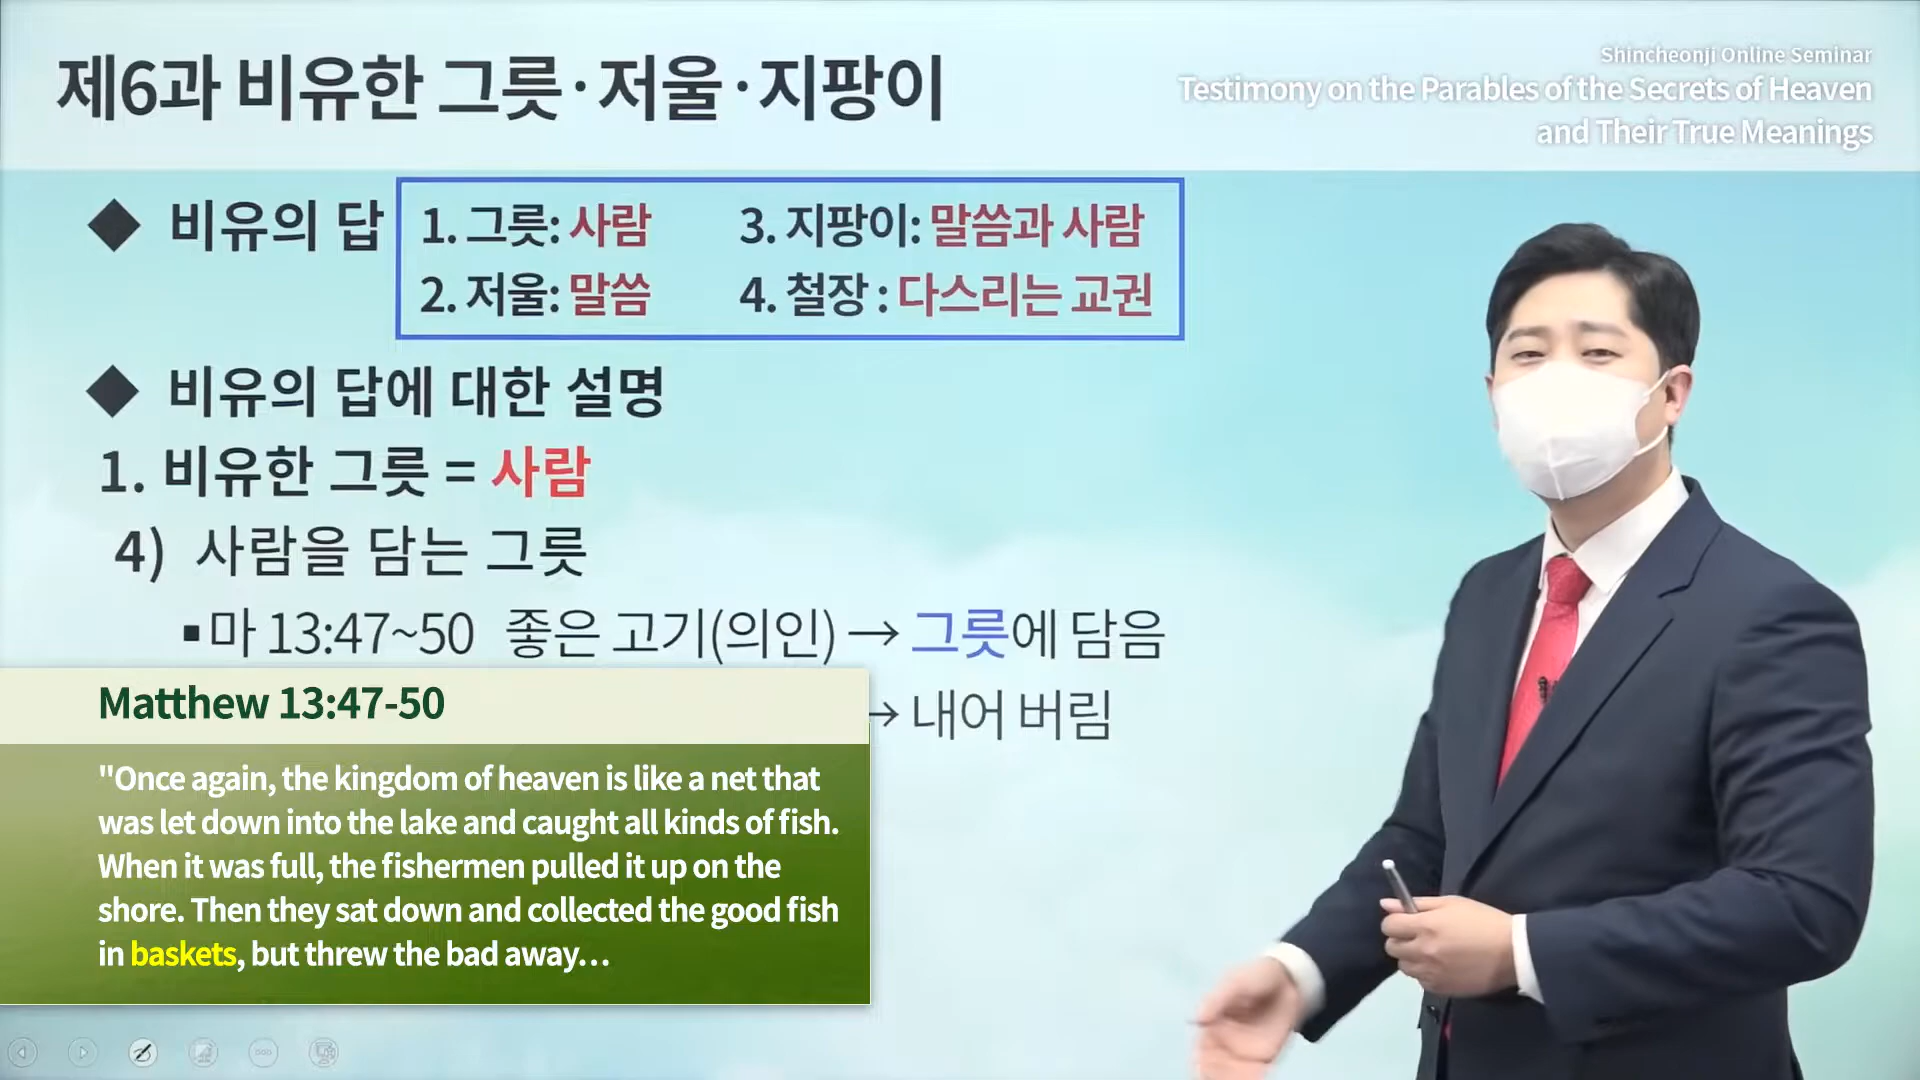 제6과 비유한 그릇·저울·지팡이
Shincheonji Online Seminar
Testimony on the Parables of the Secrets of Heaven
and Their True Meanings
◆ 비유의 답
1. 그릇: 사람
3. 지팡이: 말씀과 사람
2. 저울: 말씀
4. 철장 : 다스리는 교권
◆ 비유의 답에 대한 설명
1. 비유한 그릇 = 사람
4) 사람을 담는 그릇
▪마 13:47~50 좋은 고기(의인) → 그릇에 담음
→ 내어 버림
Matthew 13:47-50
"Once again, the kingdom of heaven is like a net that
was let down into the lake and caught all kinds of fish.
When it was full, the fishermen pulled it up on the
shore. Then they sat down and collected the good fish
in baskets, but threw the bad away…